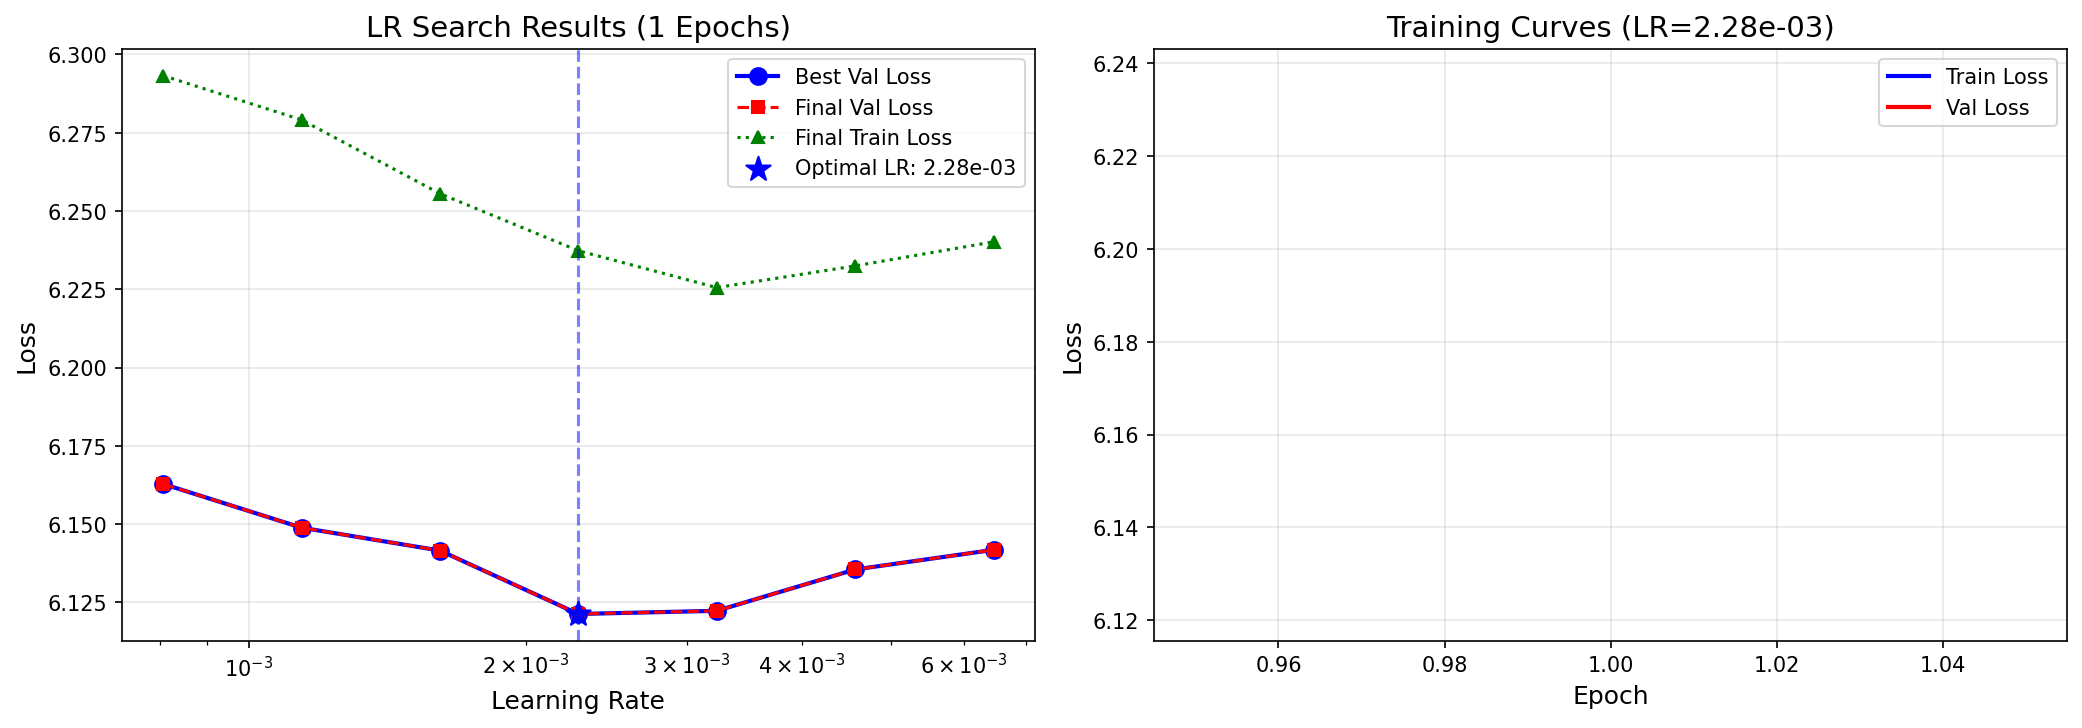 LR Search Results (1 Epochs)
6.300
6.275
6.250
6.225
6.200
6.175
6.150
6.125
Loss
Best Val Loss
Final Val Loss
Final Train Loss
Optimal LR: 2.28e-03
10⁻³
2 × 10⁻³
3 × 10⁻³
4 × 10⁻³
6 × 10⁻³
Learning Rate
Training Curves (LR=2.28e-03)
6.24
6.22
6.20
6.18
6.16
6.14
6.12
Loss
Train Loss
Val Loss
0.96
0.98
1.00
1.02
1.04
Epoch